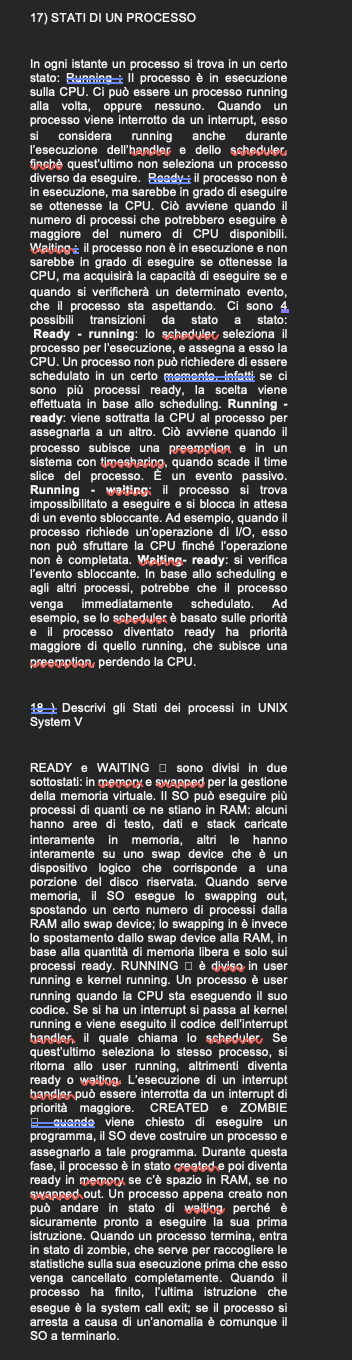 17) STATI DI UN PROCESSO
In ogni istante un processo si trova in un certo
stato: Running : Il processo è in esecuzione
sulla CPU. Ci può essere un processo running
alla volta, oppure nessuno. Quando un
processo viene interrotto da un interrupt, esso
si considera running anche durante
l'esecuzione dell'handler e dello scheduler,
finchè quest'ultimo non seleziona un processo
diverso da eseguire. Ready : il processo non è
in esecuzione, ma sarebbe in grado di eseguire
se ottenesse la CPU. Ciò avviene quando il
numero di processi che potrebbero eseguire è
maggiore del numero di CPU disponibili.
Waiting : il processo non è in esecuzione e non
sarebbe in grado di eseguire se ottenesse la
CPU, ma acquisirà la capacità di eseguire se e
quando si verificherà un determinato evento,
che il processo sta aspettando. Ci sono 4
possibili transizioni da stato a stato:
Ready - running: lo scheduler seleziona il
processo per l'esecuzione, e assegna a esso la
CPU. Un processo non può richiedere di essere
schedulato in un certo momento, infatti se ci
sono più processi ready, la scelta viene
effettuata in base allo scheduling. Running -
ready: viene sottratta la CPU al processo per
assegnarla a un altro. Ciò avviene quando il
processo subisce una preemption e in un
sistema con timesharing, quando scade il time
slice del processo. È un evento passivo.
Running - waiting: il processo si trova
impossibilitato a eseguire e si blocca in attesa
di un evento sbloccante. Ad esempio, quando il
processo richiede un'operazione di I/O, esso
non può sfruttare la CPU finché l'operazione
non è completata. Waiting- ready: si verifica
l'evento sbloccante. In base allo scheduling e
agli altri processi, potrebbe che il processo
venga immediatamente schedulato. Ad
esempio, se lo scheduler è basato sulle priorità
e il processo diventato ready ha priorità
maggiore di quello running, che subisce una
preemption, perdendo la CPU.
18 ) Descrivi gli Stati dei processi in UNIX
System V
READY e WAITING □ sono divisi in due
sottostati: in memory e swapped per la gestione
della memoria virtuale. Il SO può eseguire più
processi di quanti ce ne stiano in RAM: alcuni
hanno aree di testo, dati e stack caricate
interamente in memoria, altri le hanno
interamente su uno swap device che è un
dispositivo logico che corrisponde a una
porzione del disco riservata. Quando serve
memoria, il SO esegue lo swapping out,
spostando un certo numero di processi dalla
RAM allo swap device; lo swapping in è invece
lo spostamento dallo swap device alla RAM, in
base alla quantità di memoria libera e solo sui
processi ready. RUNNING □ è diviso in user
running e kernel running. Un processo è user
running quando la CPU sta eseguendo il suo
codice. Se si ha un interrupt si passa al kernel
running e viene eseguito il codice dell'interrupt
handler, il quale chiama lo scheduler. Se
quest'ultimo seleziona lo stesso processo, si
ritorna allo user running, altrimenti diventa
ready o waiting. L'esecuzione di un interrupt
handler può essere interrotta da un interrupt di
priorità maggiore. CREATED e ZOMBIE
□ quando viene chiesto di eseguire un
programma, il SO deve costruire un processo e
assegnarlo a tale programma. Durante questa
fase, il processo è in stato created e poi diventa
ready in memory se c'è spazio in RAM, se no
swapped out. Un processo appena creato non
può andare in stato di waiting perché è
sicuramente pronto a eseguire la sua prima
istruzione. Quando un processo termina, entra
in stato di zombie, che serve per raccogliere le
statistiche sulla sua esecuzione prima che esso
venga cancellato completamente. Quando il
processo ha finito, l'ultima istruzione che
esegue è la system call exit; se il processo si
arresta a causa di un'anomalia è comunque il
SO a terminarlo.